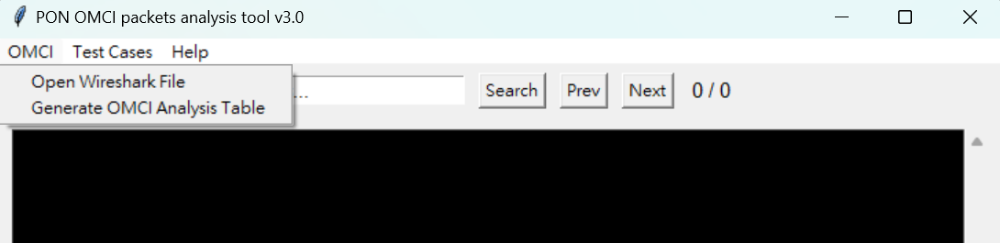 PON OMCI packets analysis tool v3.0
OMCI Test Cases Help
Open Wireshark File
... Search Prev Next 0 / 0
Generate OMCI Analysis Table